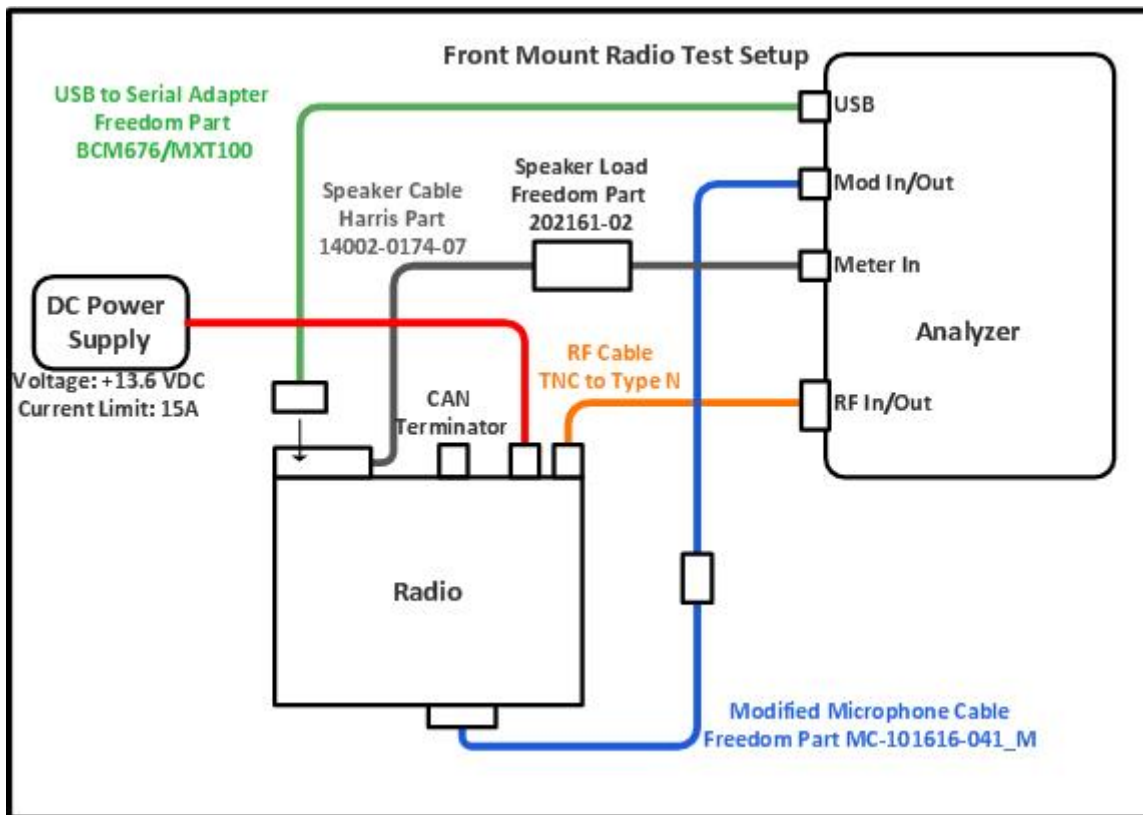 Front Mount Radio Test Setup
USB to Serial Adapter
Freedom Part
BCM676/MXT100
USB
Speaker Load
Freedom Part
202161-02
Mod In/Out
Speaker Cable
Harris Part
14002-0174-07
Meter In
DC Power
Supply
Analyzer
Voltage: +13.6 VDC
Current Limit: 15A
RF Cable
TNC to Type N
CAN
Terminator
RF In/Out
Radio
Modified Microphone Cable
Freedom Part MC-101616-041_M